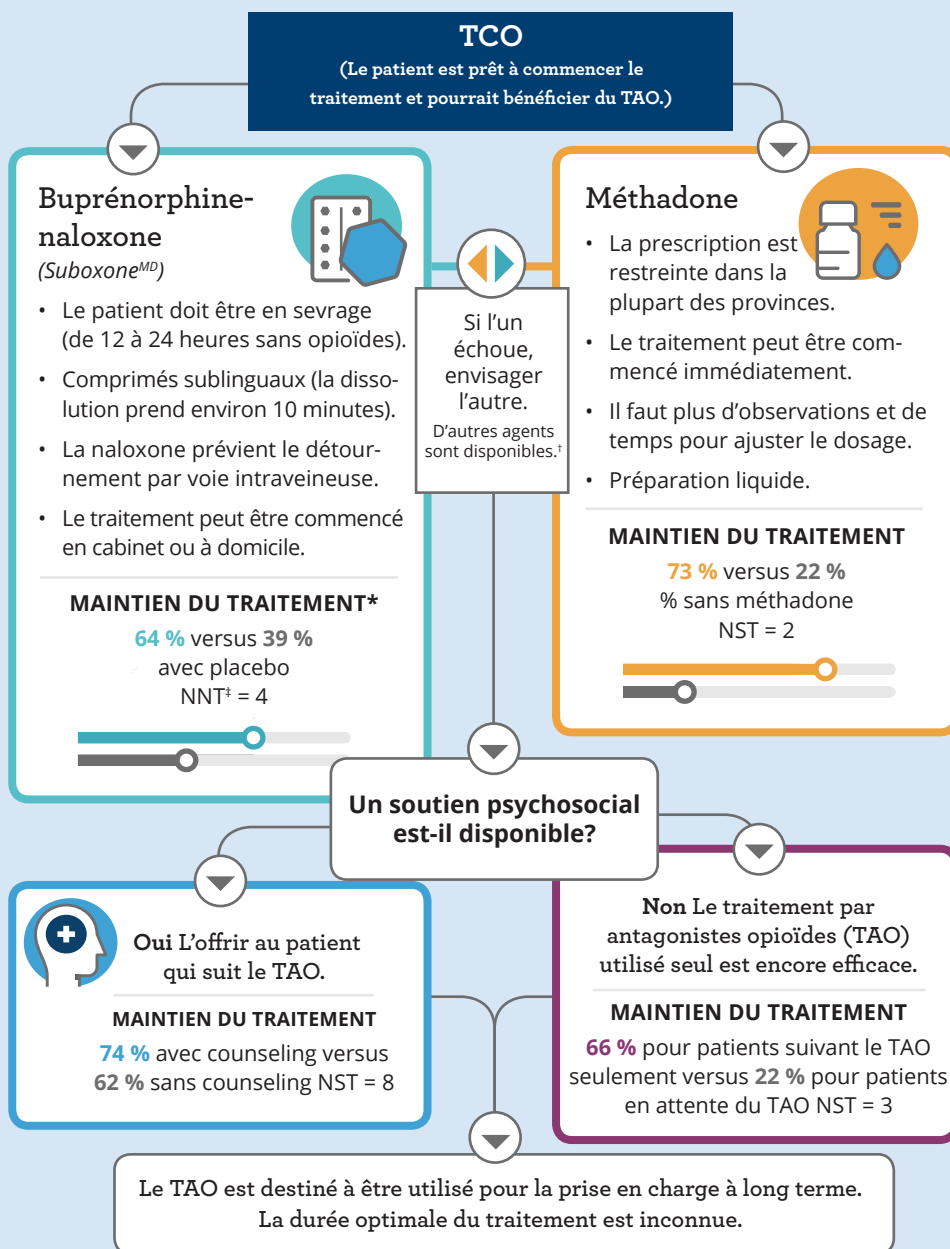 TCO
(Le patient est prêt à commencer le
traitement et pourrait bénéficier du TAO.)
Buprénorphine-
naloxone
(Suboxoneᴹᴰ)
• Le patient doit être en sevrage
(de 12 à 24 heures sans opioïdes).
• Comprimés sublinguaux (la disso-
lution prend environ 10 minutes).
• La naloxone prévient le détour-
nement par voie intraveineuse.
• Le traitement peut être commencé
en cabinet ou à domicile.
MAINTIEN DU TRAITEMENT*
64 % versus 39 %
avec placebo
NNT‡ = 4
Si l’un
échoue,
envisager
l’autre.
D’autres agents
sont disponibles.†
Méthadone
• La prescription est
restreinte dans la
plupart des provinces.
• Le traitement peut être com-
mencé immédiatement.
• Il faut plus d’observations et de
temps pour ajuster le dosage.
• Préparation liquide.
MAINTIEN DU TRAITEMENT
73 % versus 22 %
% sans méthadone
NST = 2
Un soutien psychosocial
est-il disponible?
Oui L’offrir au patient
qui suit le TAO.
MAINTIEN DU TRAITEMENT
74 % avec counseling versus
62 % sans counseling NST = 8
Non Le traitement par
antagonistes opioïdes (TAO)
utilisé seul est encore efficace.
MAINTIEN DU TRAITEMENT
66 % pour patients suivant le TAO
seulement versus 22 % pour patients
en attente du TAO NST = 3
Le TAO est destiné à être utilisé pour la prise en charge à long terme.
La durée optimale du traitement est inconnue.